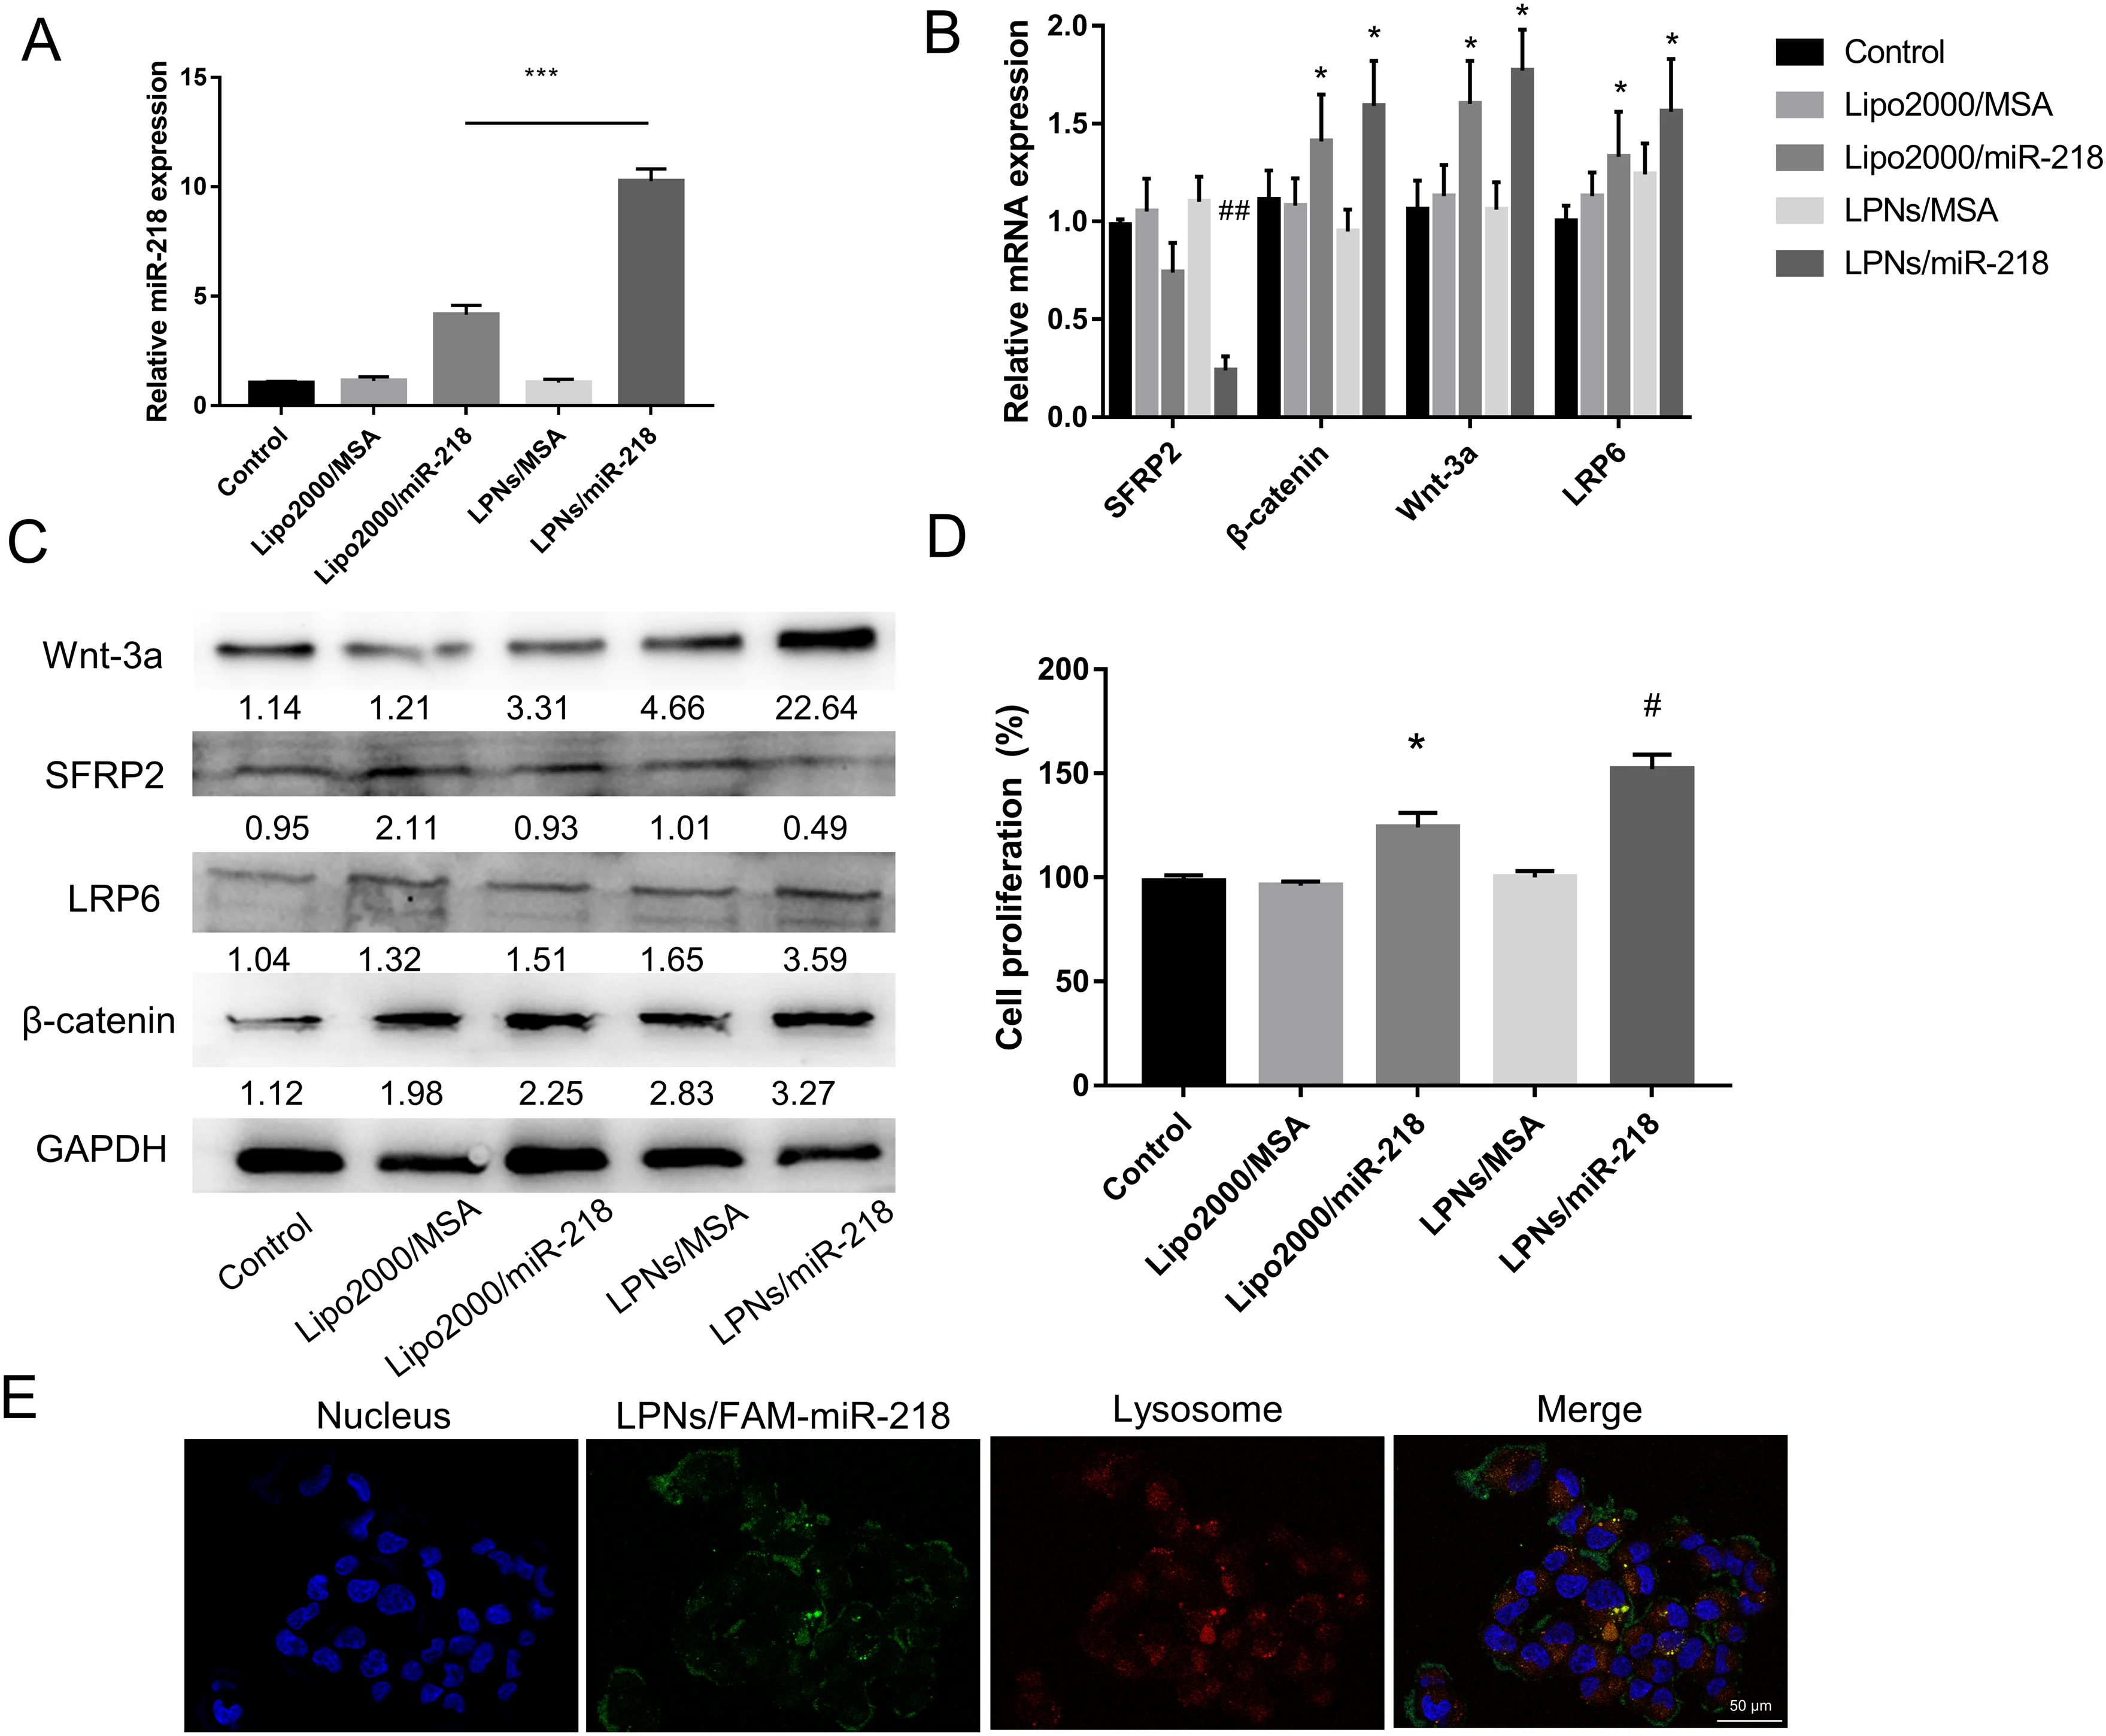 A
Relative miR-218 expression
15
10
5
0
***
Control
Lipo2000/MSA
Lipo2000/miR-218
LPNs/MSA
LPNs/miR-218
B
Relative mRNA expression
2.0
1.5
1.0
0.5
0.0
##
*
*
*
*
*
*
SFRP2
β-catenin
Wnt-3a
LRP6
Control
Lipo2000/MSA
Lipo2000/miR-218
LPNs/MSA
LPNs/miR-218
C
Wnt-3a
1.14 1.21 3.31 4.66 22.64
SFRP2
0.95 2.11 0.93 1.01 0.49
LRP6
1.04 1.32 1.51 1.65 3.59
β-catenin
1.12 1.98 2.25 2.83 3.27
GAPDH
Control
Lipo2000/MSA
Lipo2000/miR-218
LPNs/MSA
LPNs/miR-218
D
Cell proliferation (%)
200
150
100
50
0
*
#
Control
Lipo2000/MSA
Lipo2000/miR-218
LPNs/MSA
LPNs/miR-218
E
Nucleus
LPNs/FAM-miR-218
Lysosome
Merge
50 μm